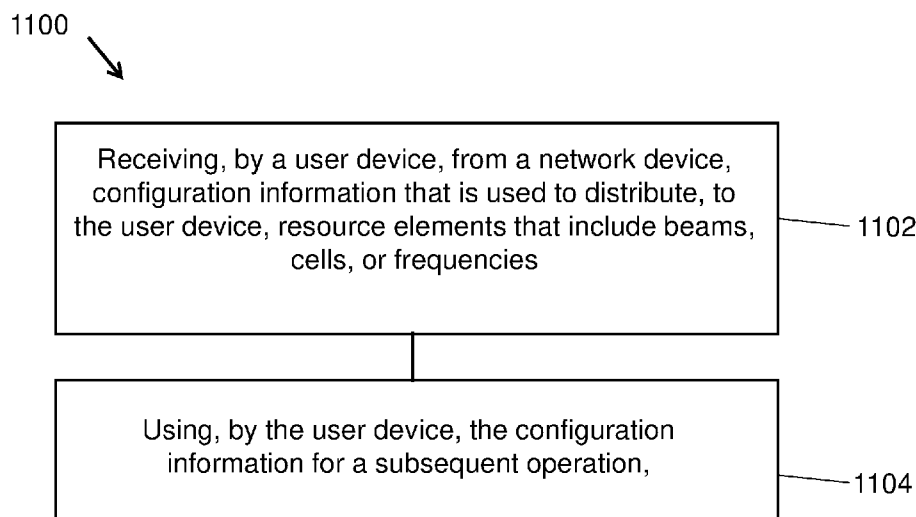 1100
Receiving, by a user device, from a network device,
configuration information that is used to distribute, to
the user device, resource elements that include beams,
cells, or frequencies
1102
Using, by the user device, the configuration
information for a subsequent operation,
1104